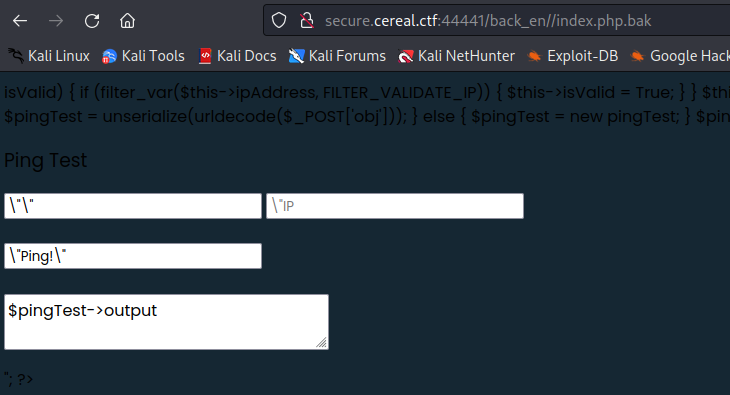 secure.cereal.ctf:44441/back_en//index.php.bak
Kali Linux Kali Tools Kali Docs Kali Forums Kali NetHunter Exploit-DB Google Hack
isValid) { if (filter_var($this->ipAddress, FILTER_VALIDATE_IP)) { $this->isValid = True; } } $th
$pingTest = unserialize(urldecode($_POST['obj'])); } else { $pingTest = new pingTest; } $pin
Ping Test
\"\" \"IP
\"Ping!\"
$pingTest->output
"; ?>